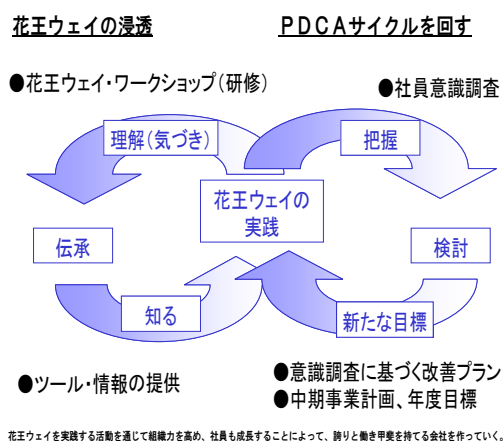 花王ウェイの浸透
PDCAサイクルを回す
●花王ウェイ・ワークショップ(研修)
●社員意識調査
理解(気づき)
把握
花王ウェイの
実践
伝承
検討
知る
新たな目標
●ツール・情報の提供
●意識調査に基づく改善プラン
●中期事業計画、年度目標
花王ウェイを実践する活動を通じて組織力を高め、社員も成長することによって、誇りと働き甲斐を持てる会社を作っていく。